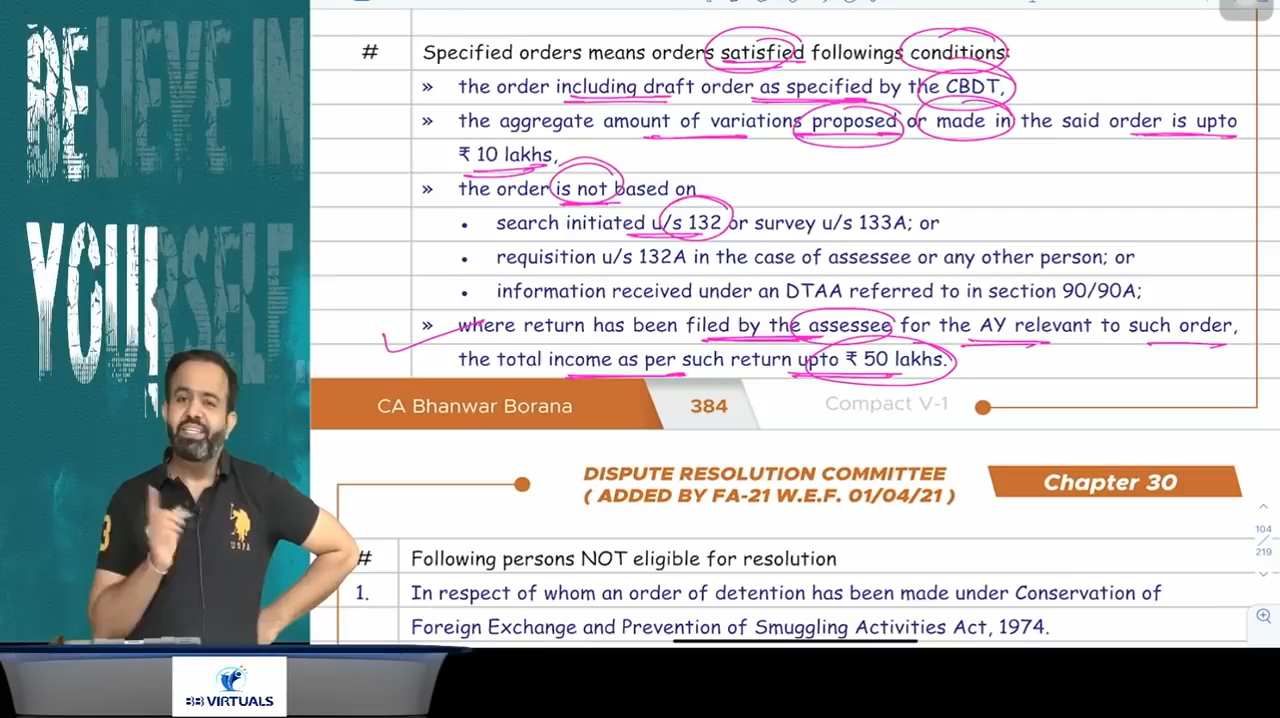 BELIEVE IN
YOURSELF
# Specified orders means orders satisfied followings conditions:
» the order including draft order as specified by the CBDT,
» the aggregate amount of variations proposed or made in the said order is upto
₹ 10 lakhs,
» the order is not based on
• search initiated u/s 132 or survey u/s 133A; or
• requisition u/s 132A in the case of assessee or any other person; or
• information received under an DTAA referred to in section 90/90A;
» where return has been filed by the assessee for the AY relevant to such order,
the total income as per such return upto ₹ 50 lakhs.
CA Bhanwar Borana 384 Compact V-1
DISPUTE RESOLUTION COMMITTEE
( ADDED BY FA-21 W.E.F. 01/04/21 )
Chapter 30
104
219
# Following persons NOT eligible for resolution
1. In respect of whom an order of detention has been made under Conservation of
Foreign Exchange and Prevention of Smuggling Activities Act, 1974.
3
USPA
BB VIRTUALS